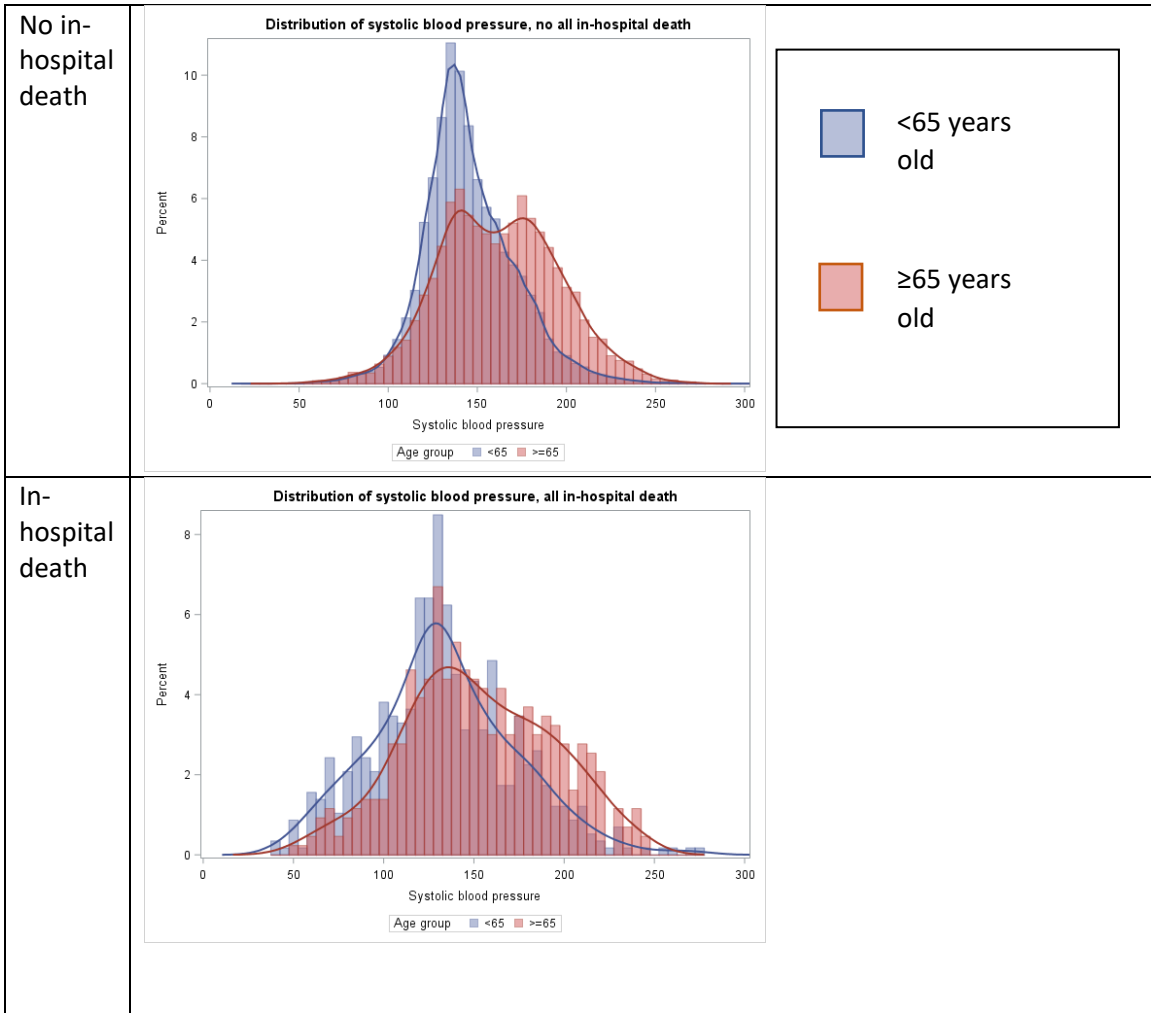 No in-
hospital
death
Distribution of systolic blood pressure, no all in-hospital death
Percent
10
8
6
4
2
0
0 50 100 150 200 250 300
Systolic blood pressure
Age group <65 >=65
<65 years
old
≥65 years
old
In-
hospital
death
Distribution of systolic blood pressure, all in-hospital death
Percent
8
6
4
2
0
0 50 100 150 200 250 300
Systolic blood pressure
Age group <65 >=65